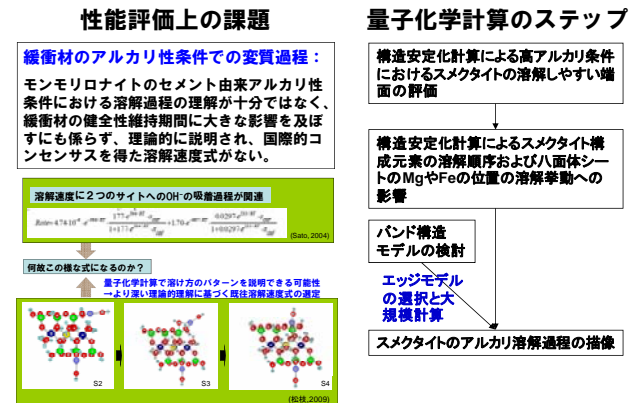 性能評価上の課題
緩衝材のアルカリ性条件での変質過程：
モンモリロナイトのセメント由来アルカリ性
条件における溶解過程の理解が十分ではなく、
緩衝材の健全性維持期間に大きな影響を及ぼ
すにも係らず、理論的に説明され、国際的コ
ンセンサスを得た溶解速度式がない。
溶解速度に２つのサイトへのOH⁻の吸着過程が関連
(Sato, 2004)
何故この様な式になるのか？
量子化学計算で溶け方のパターンを説明できる可能性
→より深い理論的理解に基づく既往溶解速度式の選定
S2
S3
S4
(松枝,2009)
量子化学計算のステップ
構造安定化計算による高アルカリ条件
におけるスメクタイトの溶解しやすい端
面の評価
構造安定化計算によるスメクタイト構
成元素の溶解順序および八面体シー
トのMgやFeの位置の溶解挙動への
影響
バンド構造
モデルの検討
エッジモデル
の選択と大
規模計算
スメクタイトのアルカリ溶解過程の描像